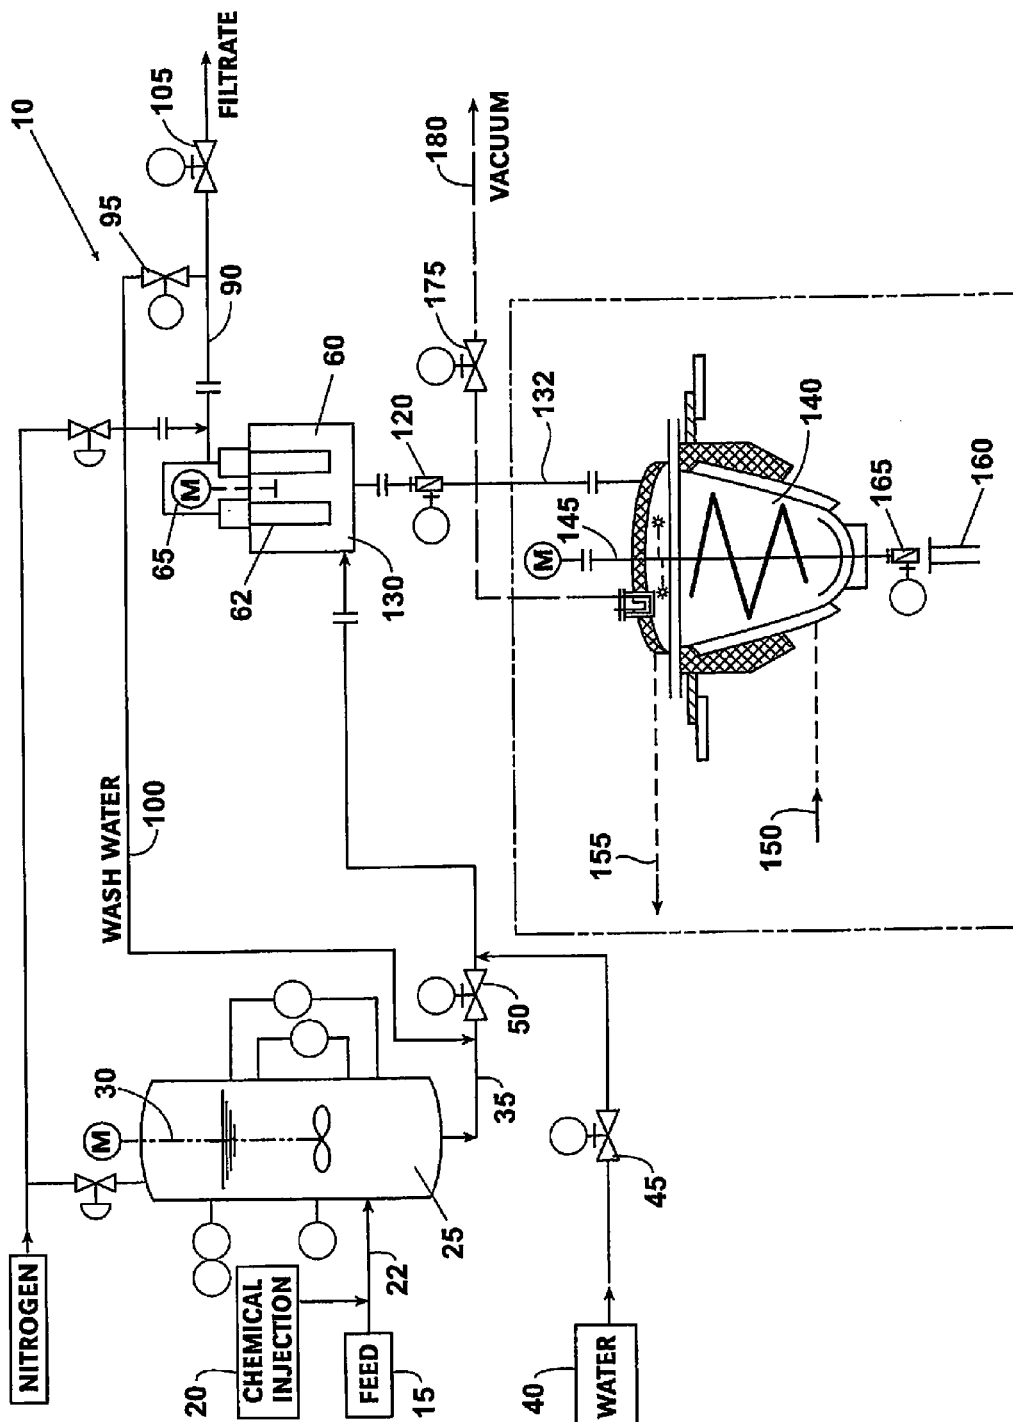 10
NITROGEN
M
30
WASH WATER
100
95
105
FILTRATE
90
M
65
62
60
130
20
CHEMICAL
INJECTION
22
25
FEED
15
35
50
120
175
180
VACUUM
132
40
WATER
45
M
145
155
150
140
165
160